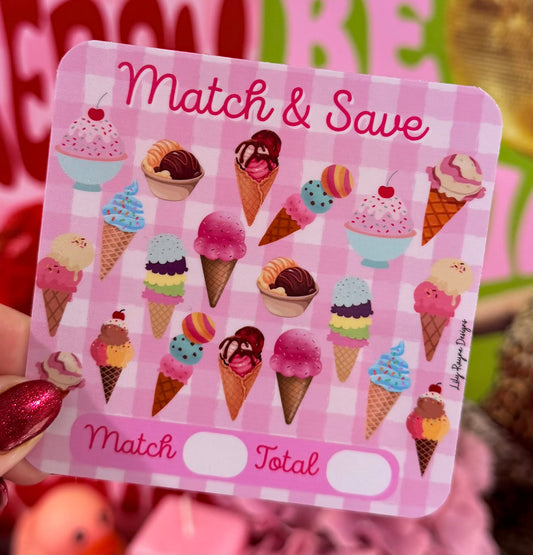 Match & Save
Lily Rayne Designs
Match
Total